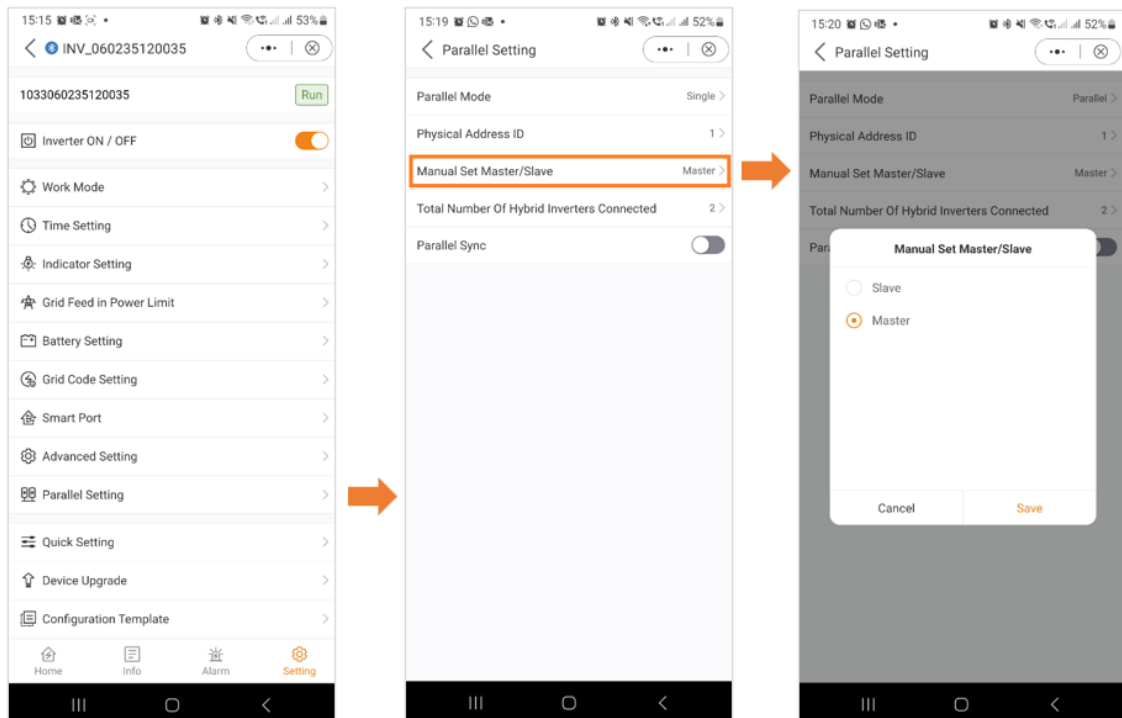 15:15 53%
INV_060235120035
1033060235120035 Run
Inverter ON / OFF
Work Mode
Time Setting
Indicator Setting
Grid Feed in Power Limit
Battery Setting
Grid Code Setting
Smart Port
Advanced Setting
Parallel Setting
Quick Setting
Device Upgrade
Configuration Template
Home Info Alarm Setting
15:19 52%
Parallel Setting
Parallel Mode Single
Physical Address ID 1
Manual Set Master/Slave Master
Total Number Of Hybrid Inverters Connected 2
Parallel Sync
15:20 52%
Parallel Setting
Parallel Mode Parallel
Physical Address ID 1
Manual Set Master/Slave Master
Total Number Of Hybrid Inverters Connected 2
Para
Manual Set Master/Slave
Slave
Master
Cancel Save